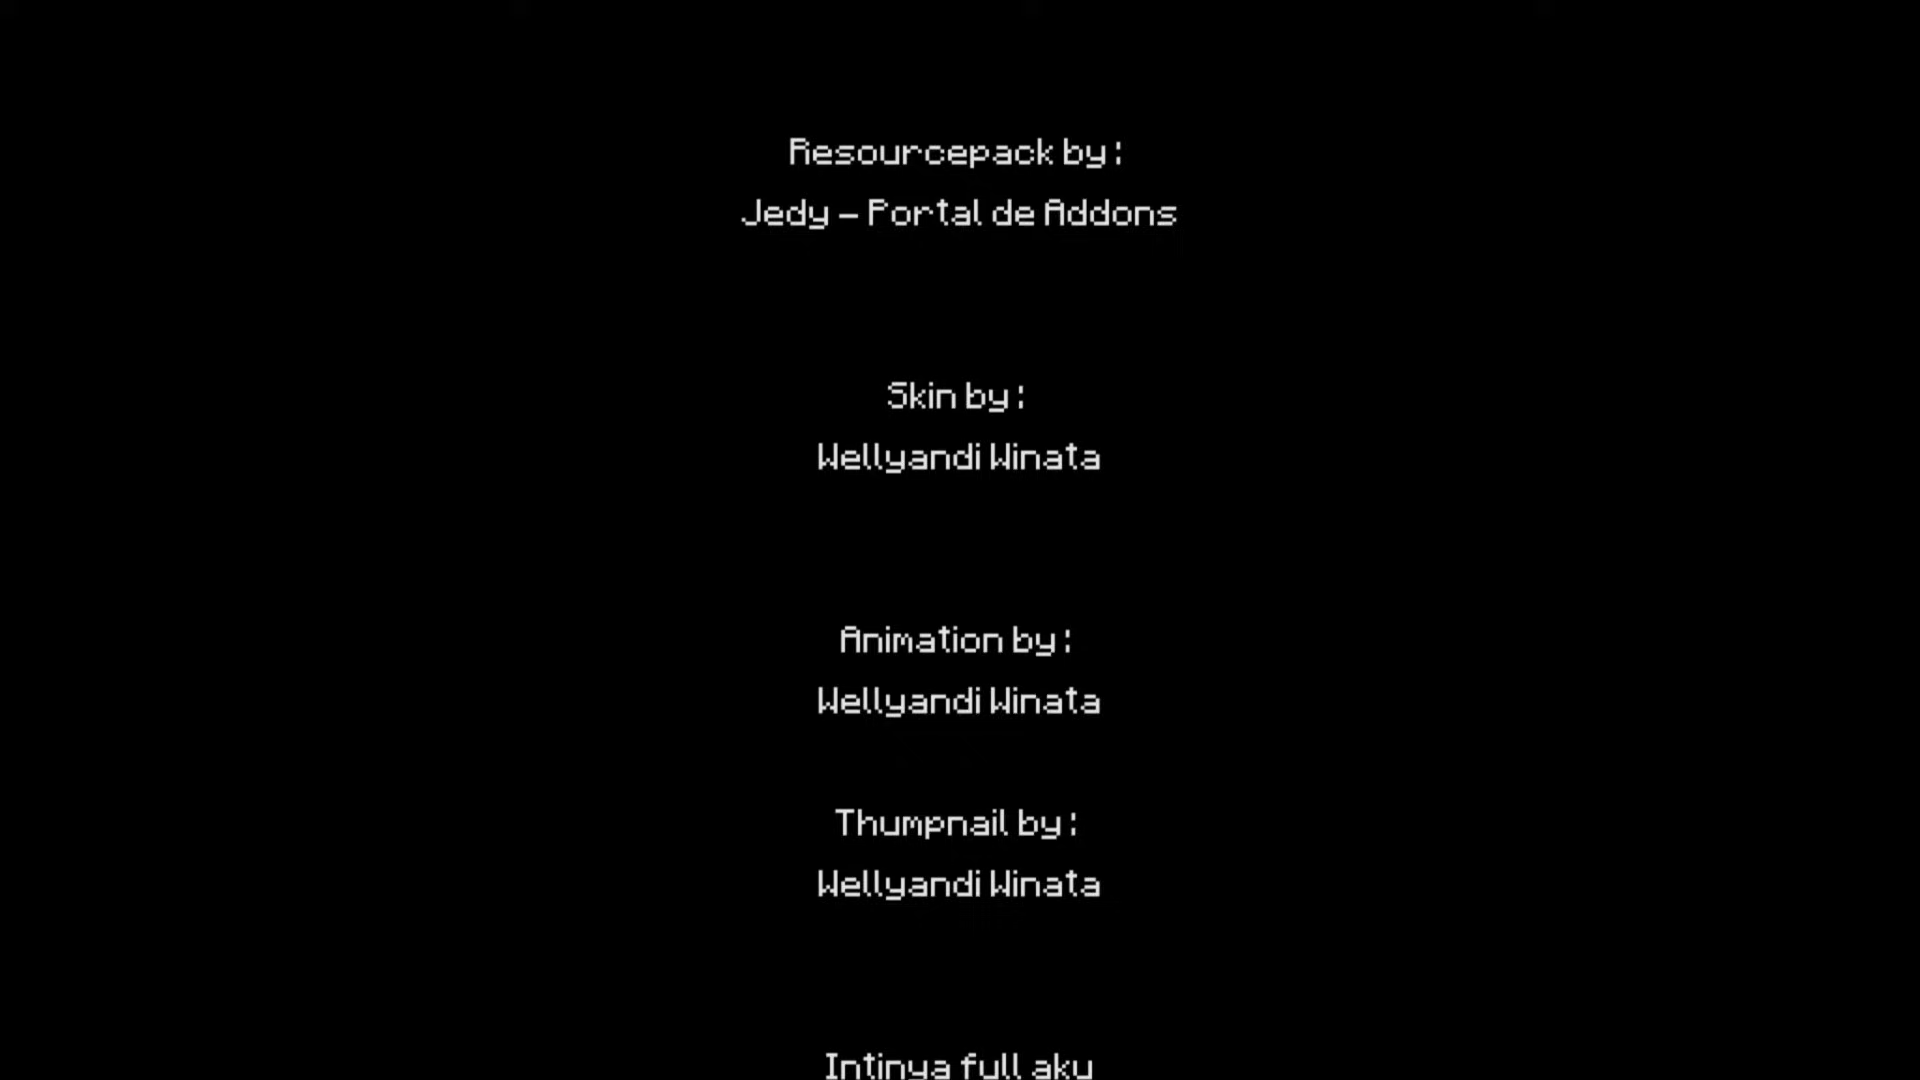 Resourcepack by :
Jedy – Portal de Addons
Skin by :
Wellyandi Winata
Animation by :
Wellyandi Winata
Thumpnail by :
Wellyandi Winata
Intinya full aku